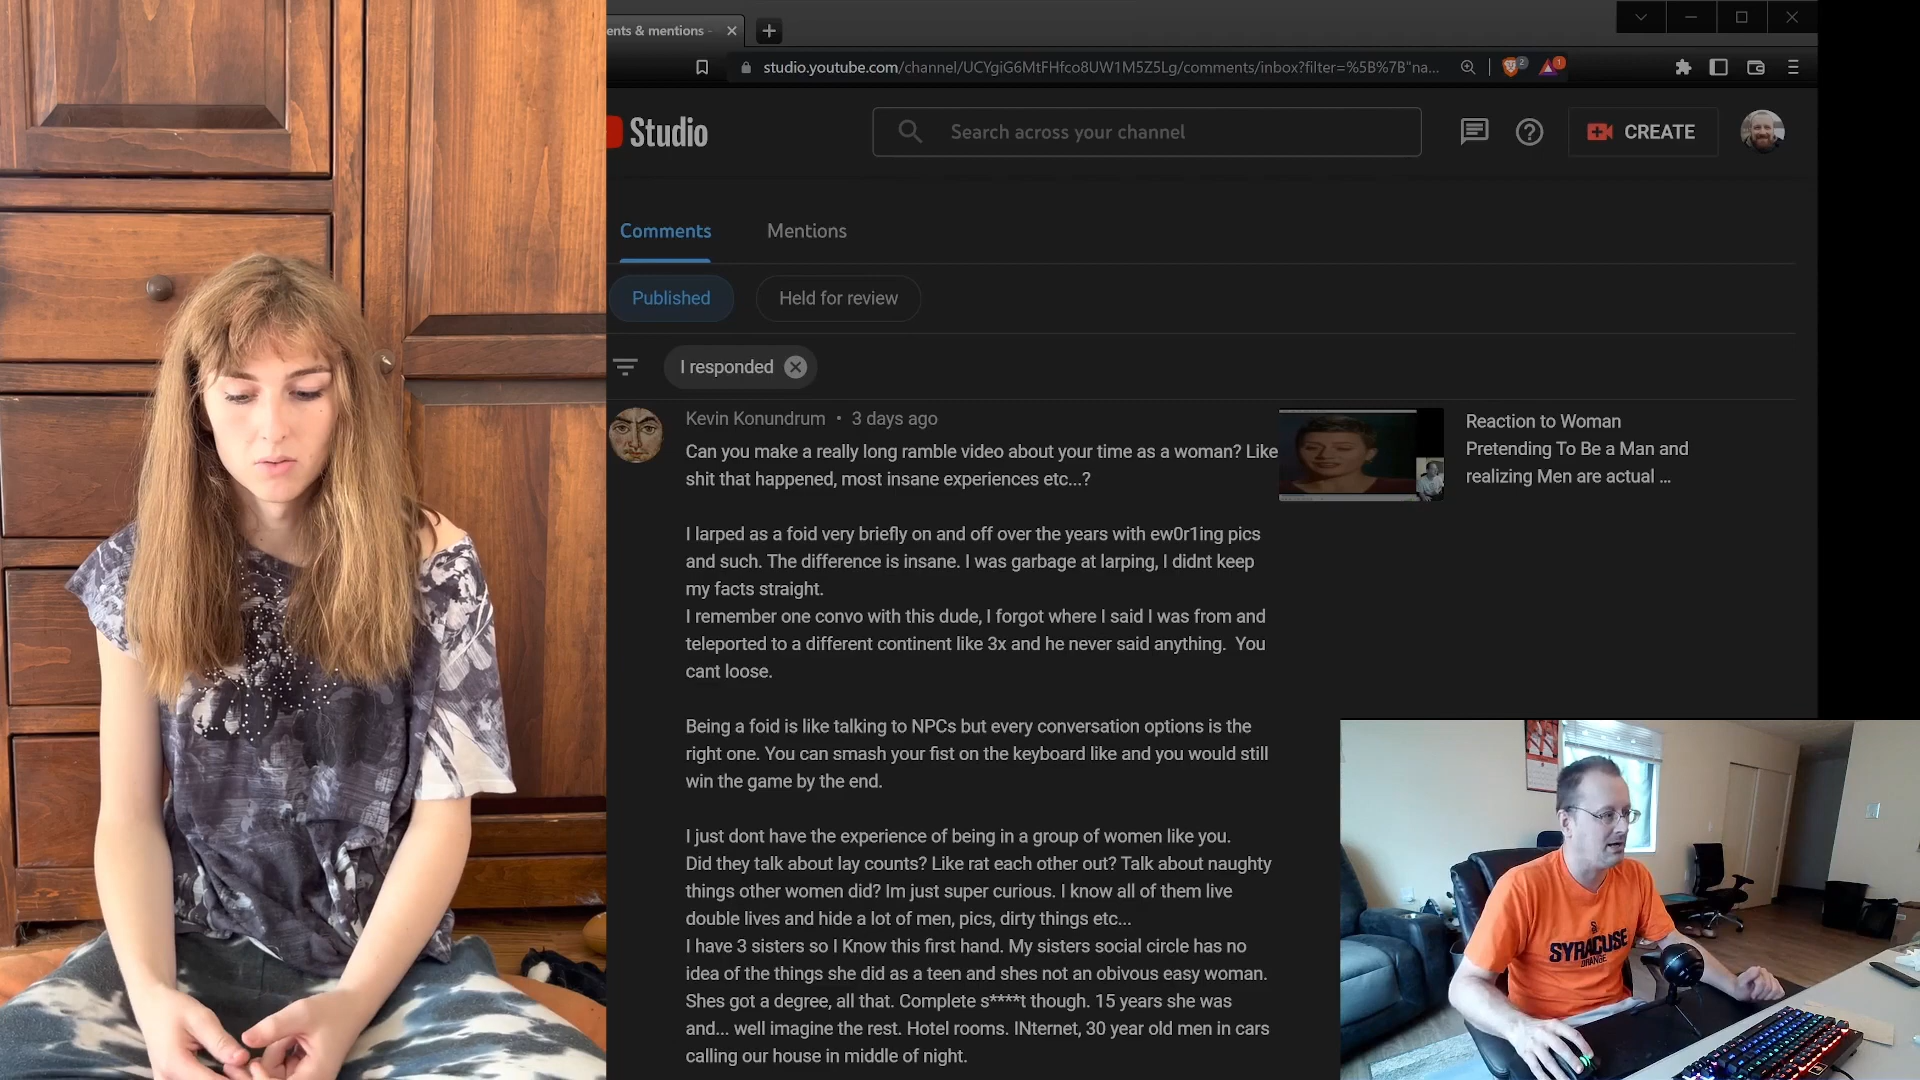 ents & mentions -
studio.youtube.com/channel/UCYgiG6MtFHfco8UW1M5Z5Lg/comments/inbox?filter=%5B%7B"na...
2
1
Studio
Search across your channel
CREATE
Comments
Mentions
Published
Held for review
I responded
Kevin Konundrum • 3 days ago
Can you make a really long ramble video about your time as a woman? Like
shit that happened, most insane experiences etc...?
I larped as a foid very briefly on and off over the years with ew0r1ing pics
and such. The difference is insane. I was garbage at larping, I didnt keep
my facts straight.
I remember one convo with this dude, I forgot where I said I was from and
teleported to a different continent like 3x and he never said anything. You
cant loose.
Being a foid is like talking to NPCs but every conversation options is the
right one. You can smash your fist on the keyboard like and you would still
win the game by the end.
I just dont have the experience of being in a group of women like you.
Did they talk about lay counts? Like rat each other out? Talk about naughty
things other women did? Im just super curious. I know all of them live
double lives and hide a lot of men, pics, dirty things etc...
I have 3 sisters so I Know this first hand. My sisters social circle has no
idea of the things she did as a teen and shes not an obivous easy woman.
Shes got a degree, all that. Complete s****t though. 15 years she was
and... well imagine the rest. Hotel rooms. INternet, 30 year old men in cars
calling our house in middle of night.
Reaction to Woman
Pretending To Be a Man and
realizing Men are actual ...
SYRACUSE
ORANGE